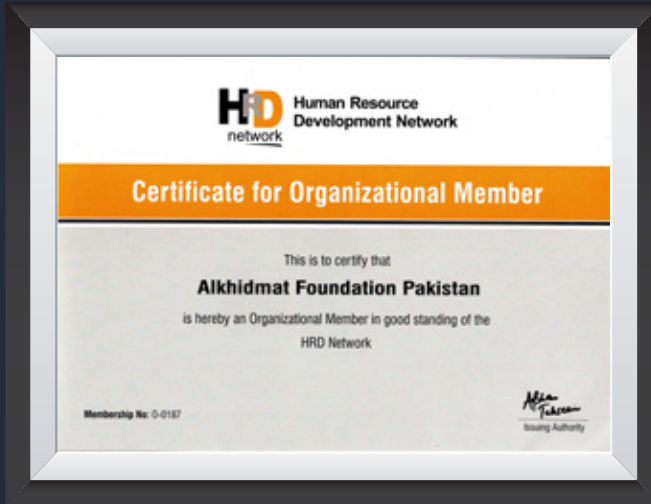 HRD
network
Human Resource
Development Network
Certificate for Organizational Member
This is to certify that
Alkhidmat Foundation Pakistan
is hereby an Organizational Member in good standing of the
HRD Network
Membership No: O-0187
Issuing Authority